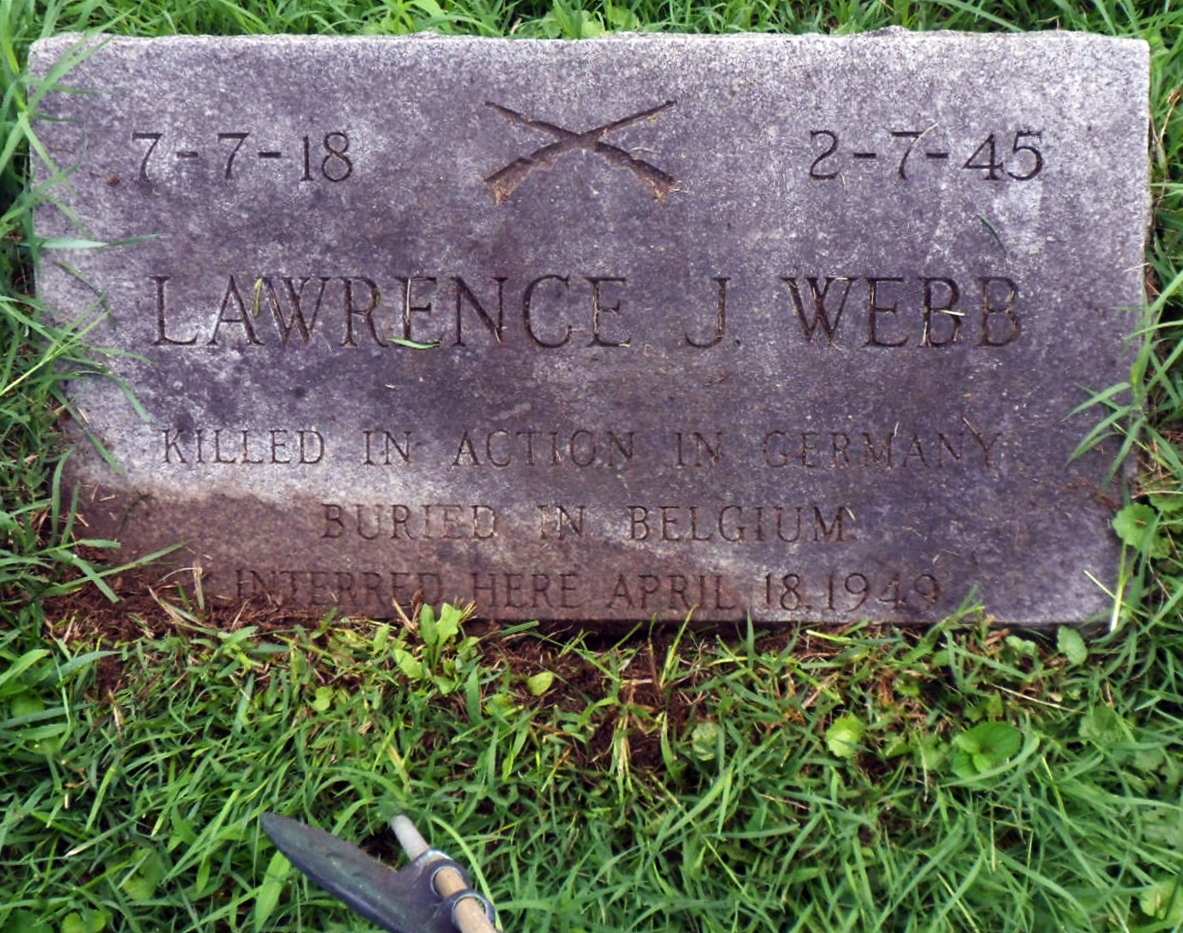 7-7-18 2-7-45
LAWRENCE J. WEBB
KILLED IN ACTION IN GERMANY
BURIED IN BELGIUM
INTERRED HERE APRIL 18, 1949